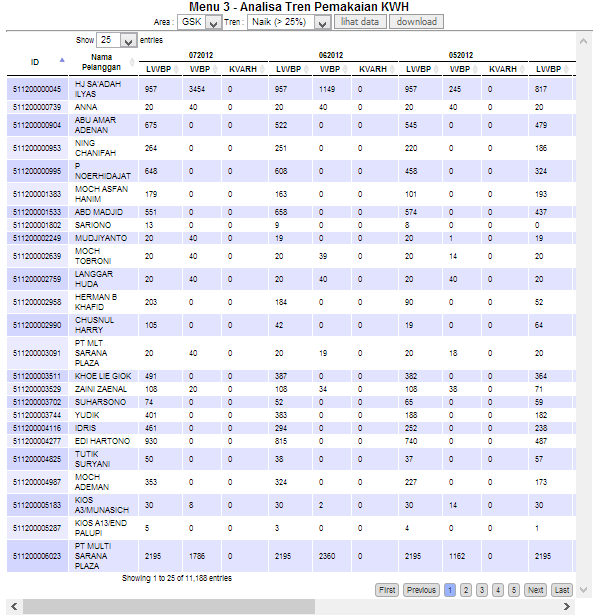 Menu 3 - Analisa Tren Pemakaian KWH
Area : GSK Tren : Naik (> 25%) lihat data download
Show 25 entries
ID Nama Pelanggan 072012 062012 052012
LWBP WBP KVARH LWBP WBP KVARH LWBP WBP KVARH LWBP
511200000045 HJ SA'ADAH ILYAS 957 3454 0 957 1149 0 957 245 0 817
511200000739 ANNA 20 40 0 20 40 0 20 40 0 20
511200000904 ABU AMAR ADENAN 675 0 0 522 0 0 545 0 0 479
511200000953 NING CHANIFAH 264 0 0 251 0 0 220 0 0 186
511200000995 P NOERHIDAJAT 648 0 0 608 0 0 458 0 0 324
511200001383 MOCH ASFAN HANIM 179 0 0 163 0 0 101 0 0 193
511200001533 ABD MADJID 551 0 0 658 0 0 574 0 0 437
511200001802 SARIONO 13 0 0 9 0 0 8 0 0 0
511200002249 MUDJIYANTO 20 40 0 19 0 0 20 1 0 19
511200002639 MOCH TOBRONI 20 40 0 20 39 0 20 14 0 20
511200002759 LANGGAR HUDA 20 40 0 20 40 0 20 40 0 20
511200002958 HERMAN B KHAFID 203 0 0 184 0 0 90 0 0 52
511200002990 CHUSNUL HARRY 105 0 0 42 0 0 19 0 0 64
511200003091 PT MLT SARANA PLAZA 20 40 0 20 19 0 20 18 0 20
511200003511 KHOE LIE GIOK 491 0 0 387 0 0 382 0 0 364
511200003529 ZAINI ZAENAL 108 20 0 108 34 0 108 38 0 71
511200003702 SUHARSONO 74 0 0 52 0 0 65 0 0 59
511200003744 YUDIK 401 0 0 383 0 0 188 0 0 182
511200004116 IDRIS 461 0 0 294 0 0 252 0 0 238
511200004277 EDI HARTONO 930 0 0 815 0 0 740 0 0 487
511200004825 TUTIK SURYANI 50 0 0 38 0 0 37 0 0 57
511200004987 MOCH ADEMAN 353 0 0 324 0 0 227 0 0 173
511200005183 KIOS A3/MUNASICH 30 8 0 30 2 0 30 14 0 30
511200005287 KIOS A13/END PALUPI 5 0 0 3 0 0 4 0 0 1
511200006023 PT MULTI SARANA PLAZA 2195 1786 0 2195 2360 0 2195 1162 0 2195
Showing 1 to 25 of 11,188 entries
First Previous 1 2 3 4 5 Next Last